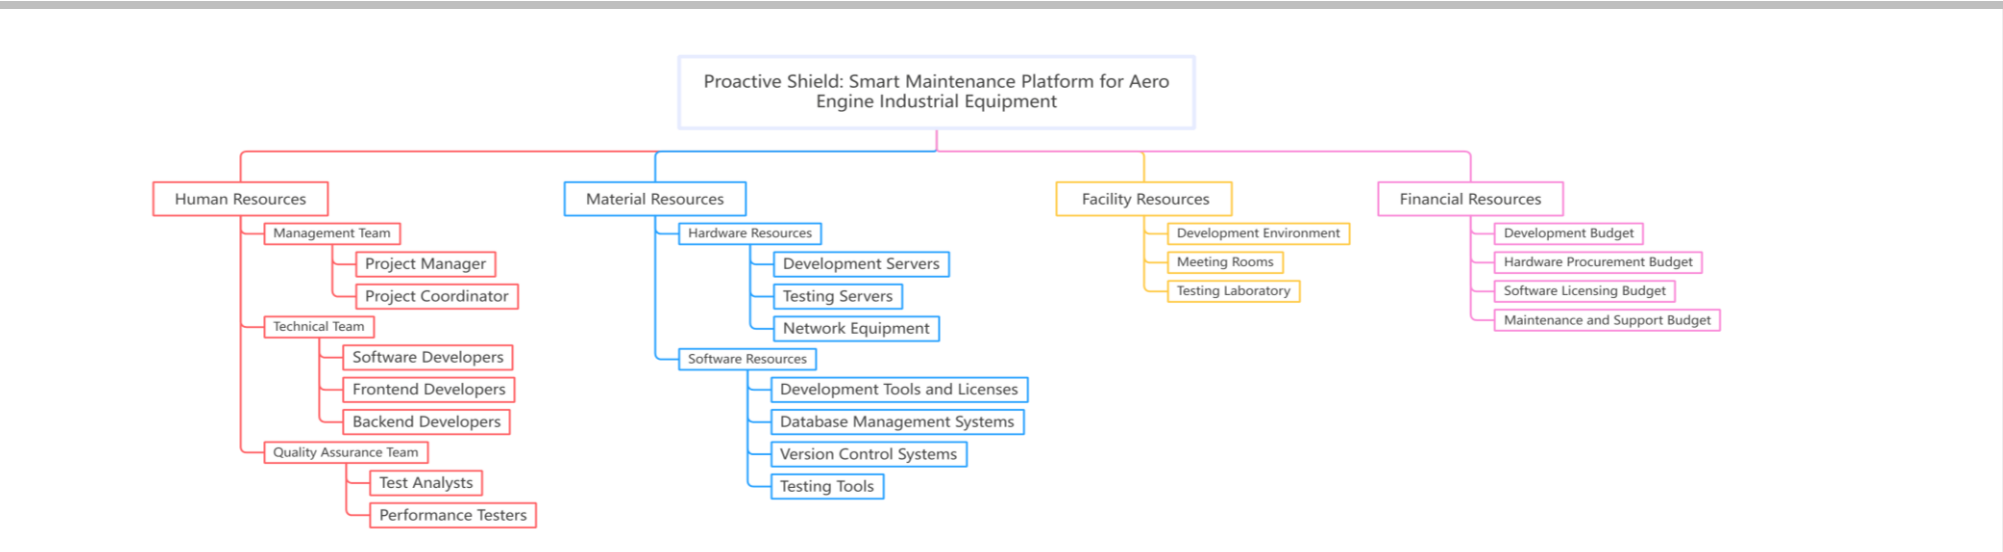 Proactive Shield: Smart Maintenance Platform for Aero
Engine Industrial Equipment
Human Resources
Management Team
Project Manager
Project Coordinator
Technical Team
Software Developers
Frontend Developers
Backend Developers
Quality Assurance Team
Test Analysts
Performance Testers
Material Resources
Hardware Resources
Development Servers
Testing Servers
Network Equipment
Software Resources
Development Tools and Licenses
Database Management Systems
Version Control Systems
Testing Tools
Facility Resources
Development Environment
Meeting Rooms
Testing Laboratory
Financial Resources
Development Budget
Hardware Procurement Budget
Software Licensing Budget
Maintenance and Support Budget